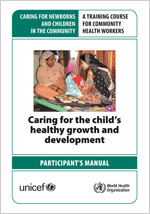 CARING FOR NEWBORNS
AND CHILDREN
IN THE COMMUNITY
A TRAINING COURSE
FOR COMMUNITY
HEALTH WORKERS
Caring for the child's
healthy growth and
development
PARTICIPANT'S MANUAL
unicef
World Health
Organization